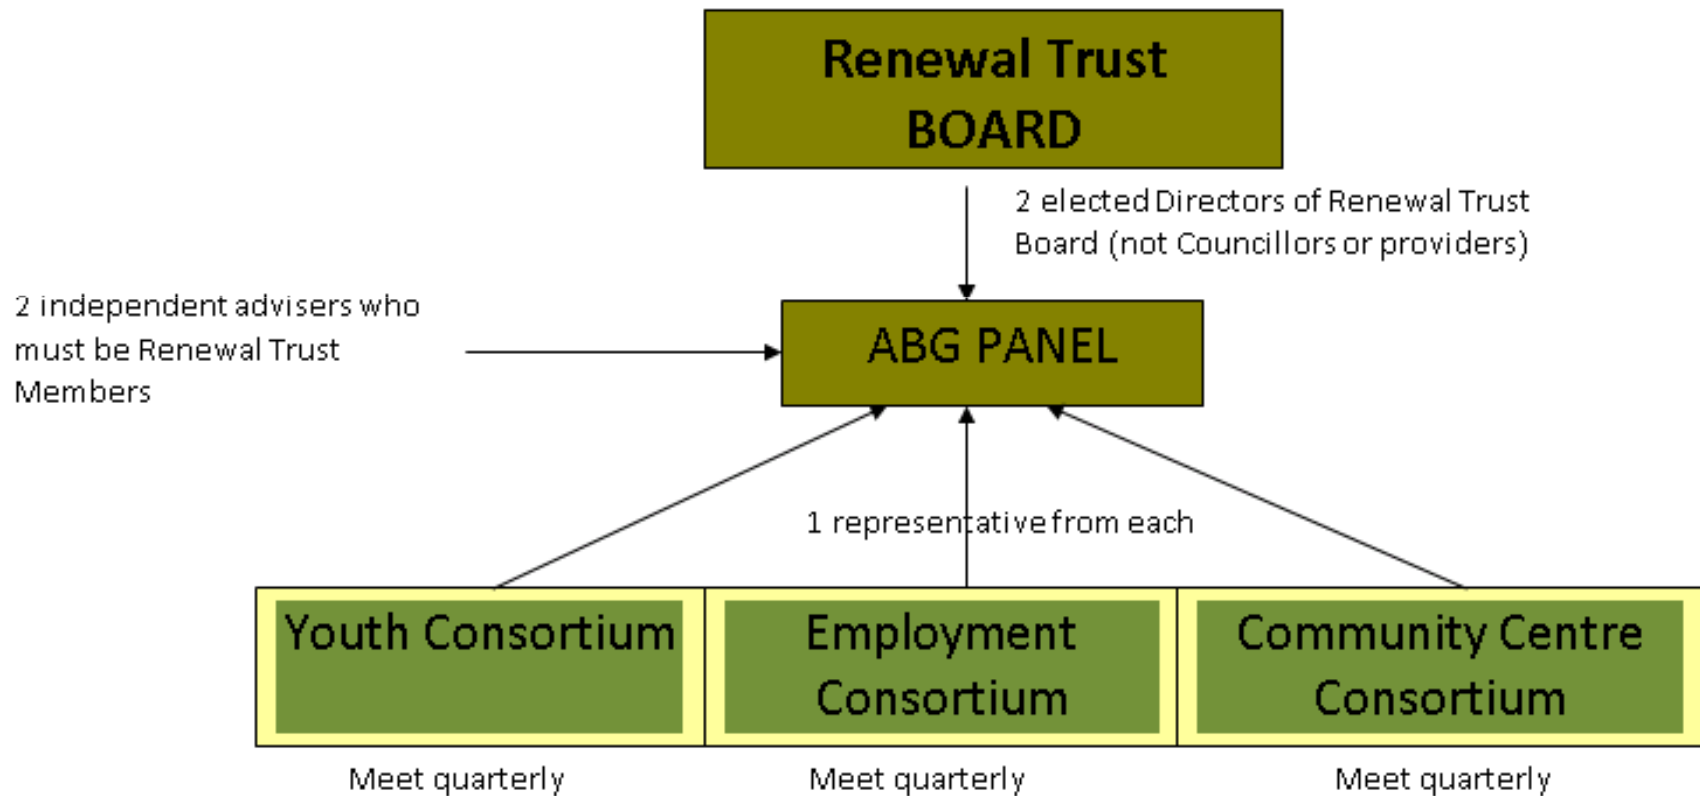 Renewal Trust
BOARD
2 elected Directors of Renewal Trust
Board (not Councillors or providers)
2 independent advisers who
must be Renewal Trust
Members
ABG PANEL
1 representative from each
Youth Consortium
Employment
Consortium
Community Centre
Consortium
Meet quarterly
Meet quarterly
Meet quarterly